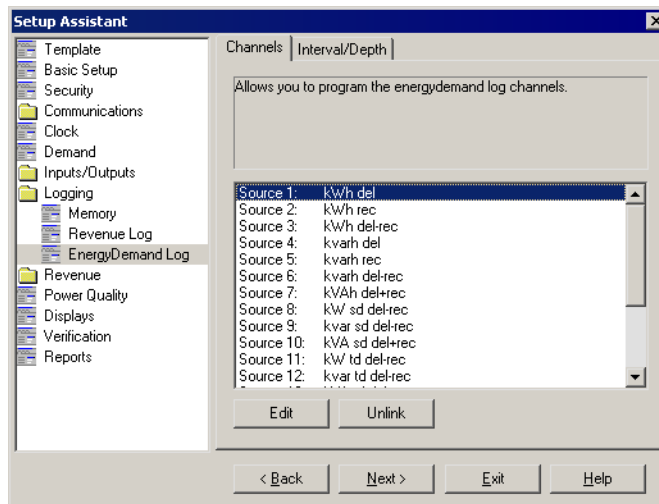 Setup Assistant
Template
Basic Setup
Security
Communications
Clock
Demand
Inputs/Outputs
Logging
Memory
Revenue Log
EnergyDemand Log
Revenue
Power Quality
Displays
Verification
Reports
Channels
Interval/Depth
Allows you to program the energydemand log channels.
Source 1: kWh del
Source 2: kWh rec
Source 3: kWh del-rec
Source 4: kvarh del
Source 5: kvarh rec
Source 6: kvarh del-rec
Source 7: kVAh del+rec
Source 8: kW sd del-rec
Source 9: kvar sd del-rec
Source 10: kVA sd del+rec
Source 11: kW td del-rec
Source 12: kvar td del-rec
Edit
Unlink
< Back
Next >
Exit
Help